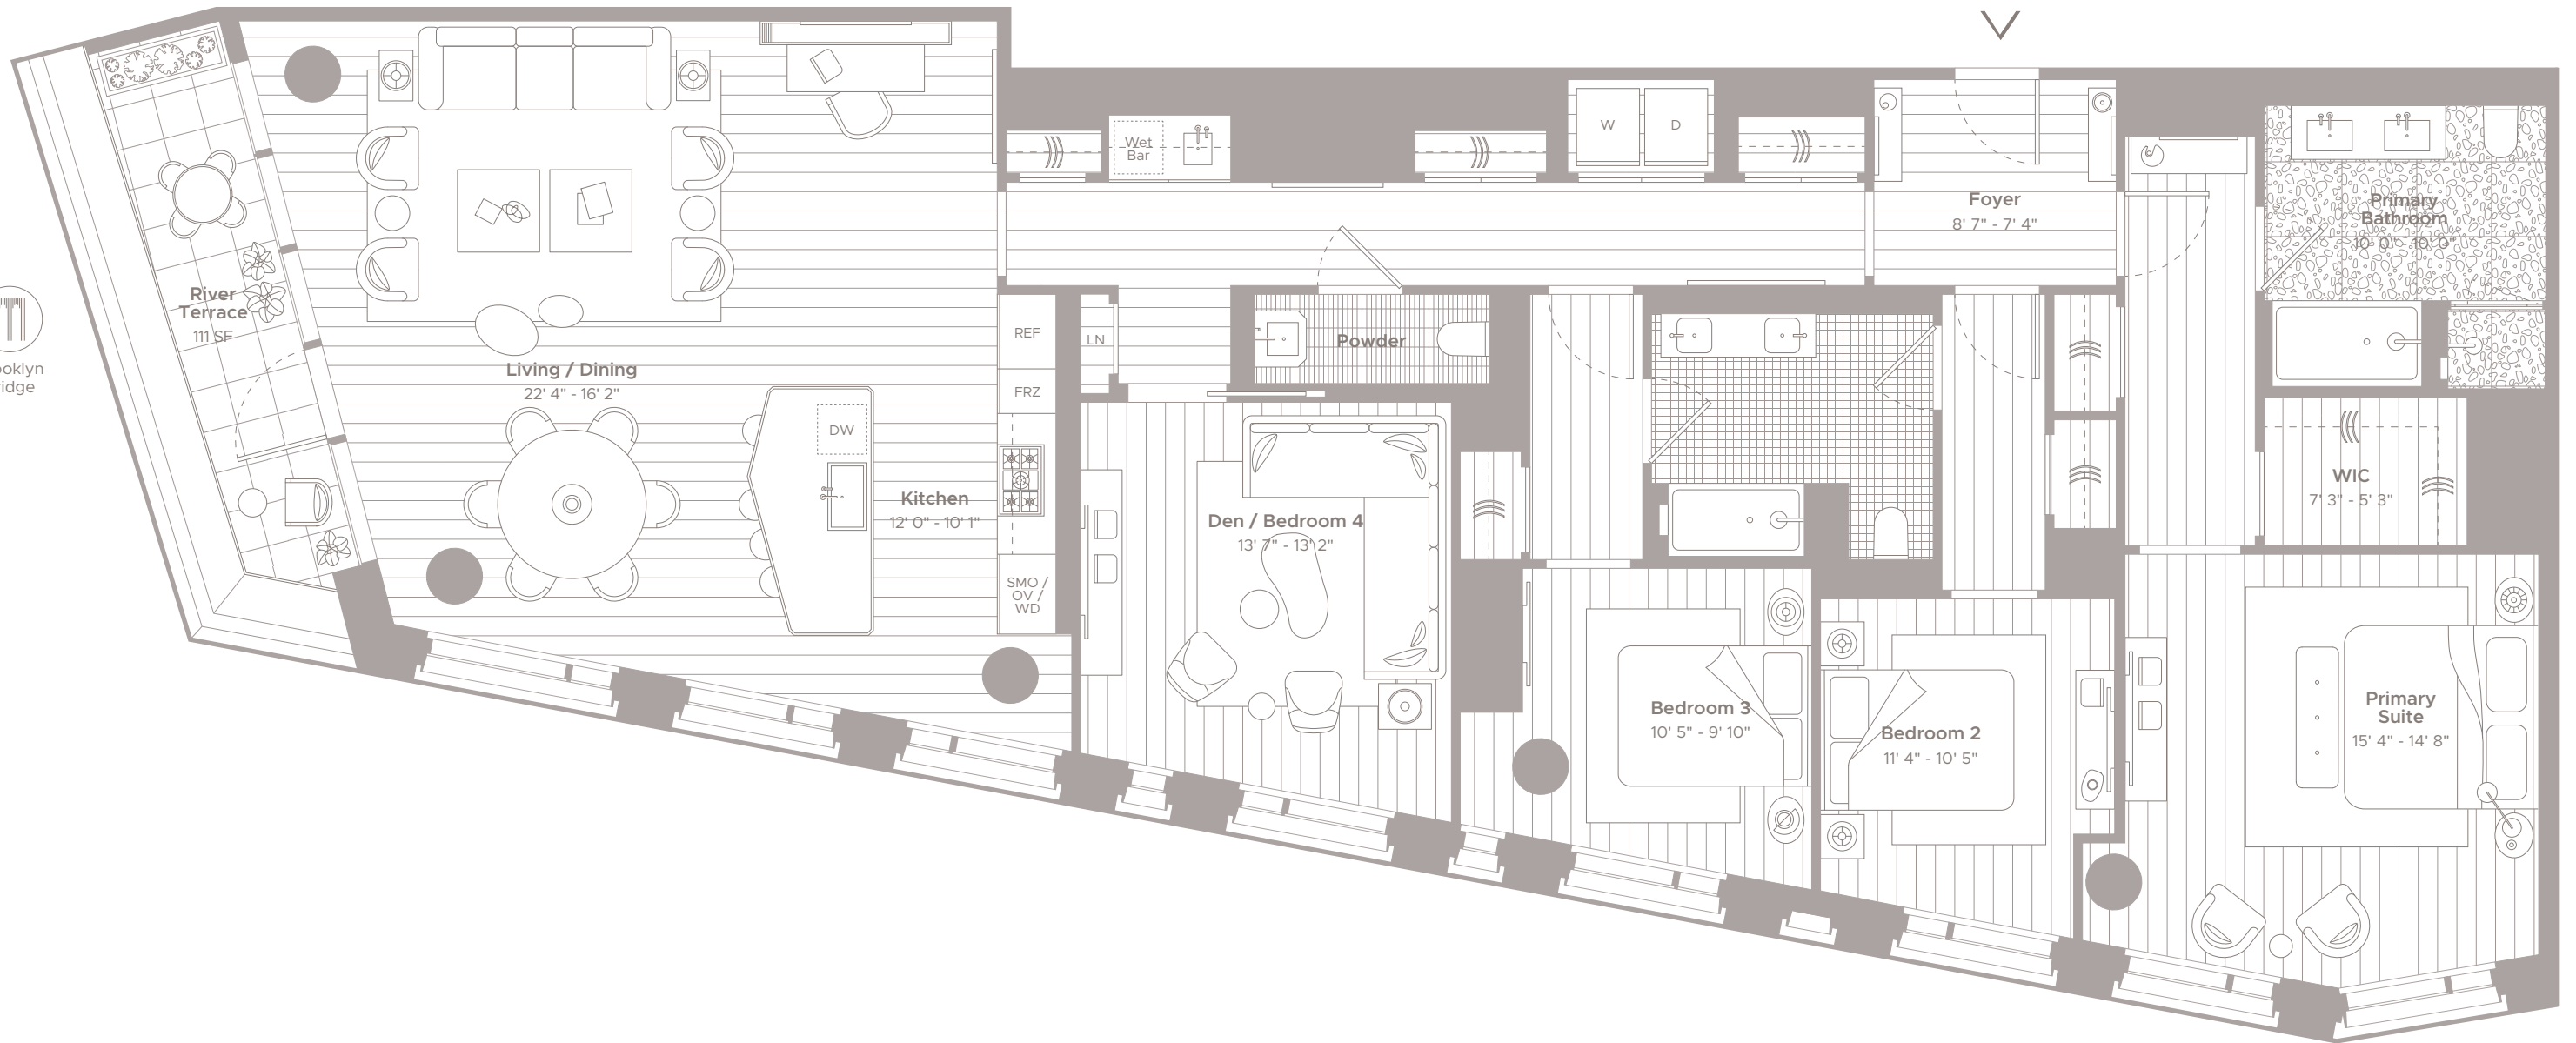 River
Terrace
111 SF
Living / Dining
22' 4" - 16' 2"
Kitchen
12' 0" - 10' 1"
DW
REF
FRZ
SMO /
OV /
WD
Wet
Bar
LN
Powder
Den / Bedroom 4
13' 7" - 13' 2"
W
D
Foyer
8' 7" - 7' 4"
Bedroom 3
10' 5" - 9' 10"
Bedroom 2
11' 4" - 10' 5"
Primary
Bathroom
10' 0" - 10' 0"
WIC
7' 3" - 5' 3"
Primary
Suite
15' 4" - 14' 8"
ooklyn
idge